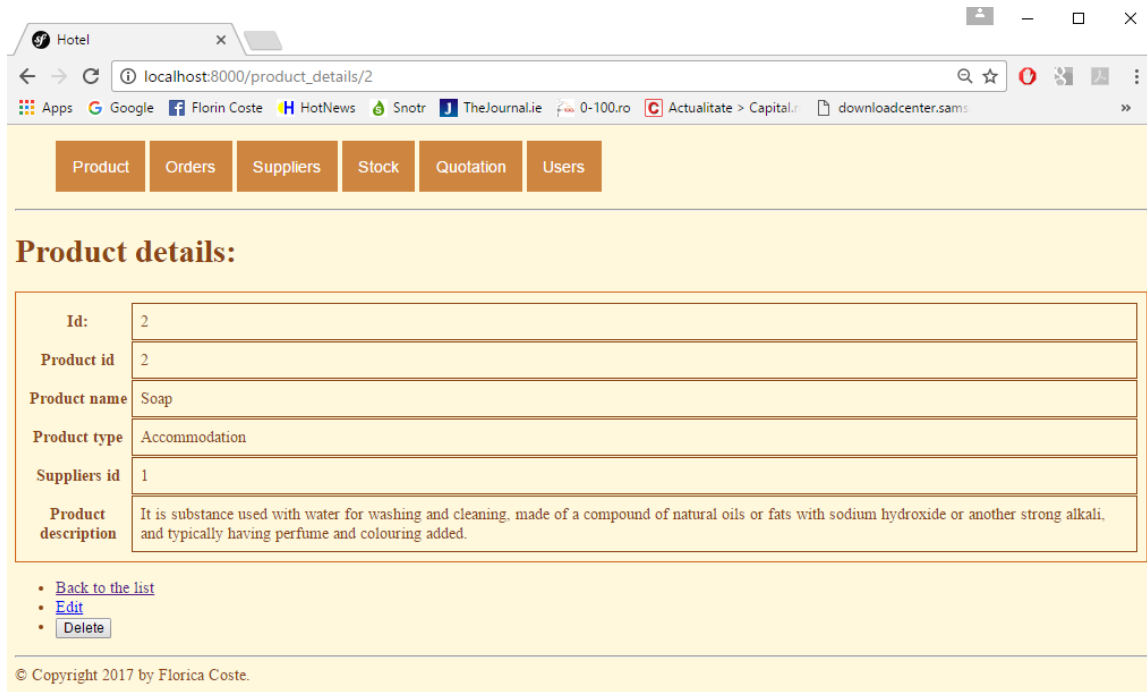 Hotel
localhost:8000/product_details/2
Apps Google Florin Coste HotNews Snotr TheJournal.ie 0-100.ro Actualitate > Capital.r downloadcenter.sams
Product Orders Suppliers Stock Quotation Users
Product details:
Id: 2
Product id 2
Product name Soap
Product type Accommodation
Suppliers id 1
Product description
It is substance used with water for washing and cleaning, made of a compound of natural oils or fats with sodium hydroxide or another strong alkali,
and typically having perfume and colouring added.
Back to the list
Edit
Delete
© Copyright 2017 by Florica Coste.